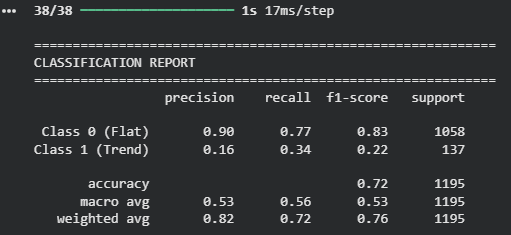 ••• 38/38 ━━━━━━━━━━━━━━━━━━━━ 1s 17ms/step
============================================================
CLASSIFICATION REPORT
============================================================
precision recall f1-score support
Class 0 (Flat) 0.90 0.77 0.83 1058
Class 1 (Trend) 0.16 0.34 0.22 137
accuracy 0.72 1195
macro avg 0.53 0.56 0.53 1195
weighted avg 0.82 0.72 0.76 1195